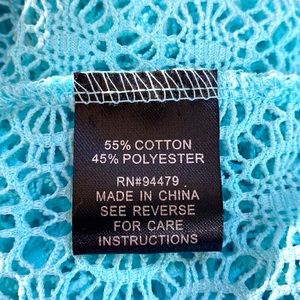 55% COTTON
45% POLYESTER
RN#94479
MADE IN CHINA
SEE REVERSE
FOR CARE
INSTRUCTIONS